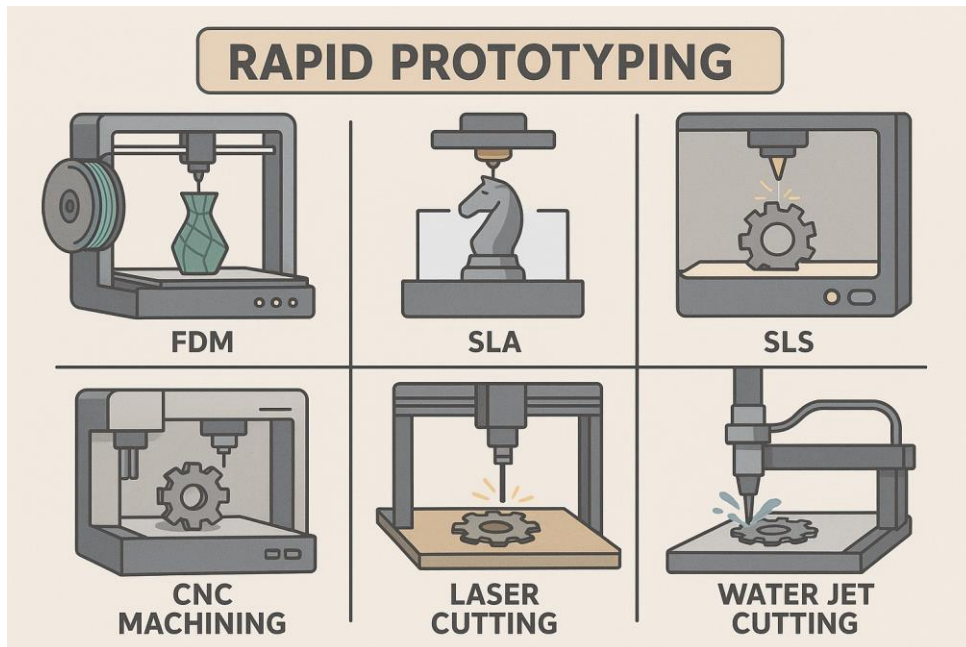 RAPID PROTOTYPING
FDM
SLA
SLS
CNC
MACHINING
LASER
CUTTING
WATER JET
CUTTING